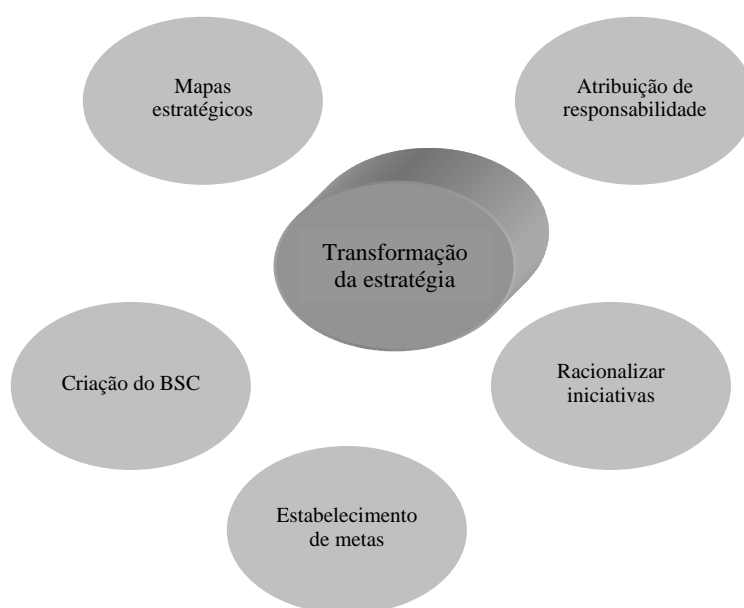 Mapas
estratégicos
Atribuição de
responsabilidade
Transformação
da estratégia
Criação do BSC
Racionalizar
iniciativas
Estabelecimento
de metas